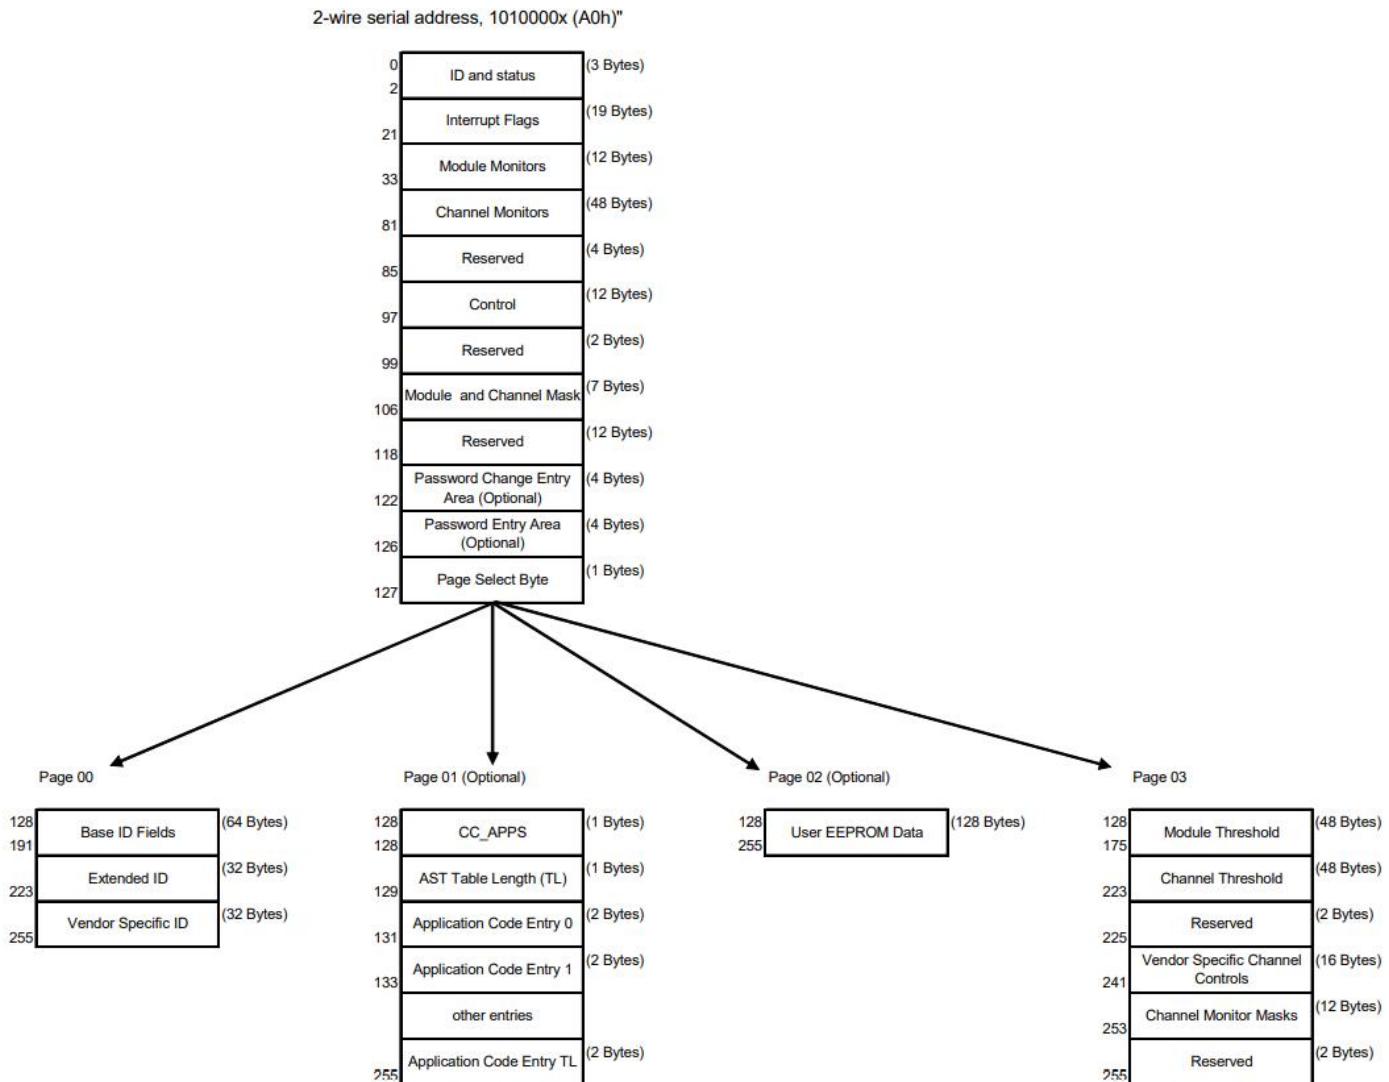 2-wire serial address, 1010000x (A0h)"
0
ID and status
(3 Bytes)
2
Interrupt Flags
(19 Bytes)
21
Module Monitors
(12 Bytes)
33
Channel Monitors
(48 Bytes)
81
Reserved
(4 Bytes)
85
Control
(12 Bytes)
97
Reserved
(2 Bytes)
99
Module and Channel Mask
(7 Bytes)
106
Reserved
(12 Bytes)
118
Password Change Entry
Area (Optional)
(4 Bytes)
122
Password Entry Area
(Optional)
(4 Bytes)
126
Page Select Byte
(1 Bytes)
127
Page 00
128
Base ID Fields
(64 Bytes)
191
Extended ID
(32 Bytes)
223
Vendor Specific ID
(32 Bytes)
255
Page 01 (Optional)
128
CC_APPS
(1 Bytes)
128
AST Table Length (TL)
(1 Bytes)
129
Application Code Entry 0
(2 Bytes)
131
Application Code Entry 1
(2 Bytes)
133
other entries
Application Code Entry TL
(2 Bytes)
255
Page 02 (Optional)
128
User EEPROM Data
(128 Bytes)
255
Page 03
128
Module Threshold
(48 Bytes)
175
Channel Threshold
(48 Bytes)
223
Reserved
(2 Bytes)
225
Vendor Specific Channel
Controls
(16 Bytes)
241
Channel Monitor Masks
(12 Bytes)
253
Reserved
(2 Bytes)
255